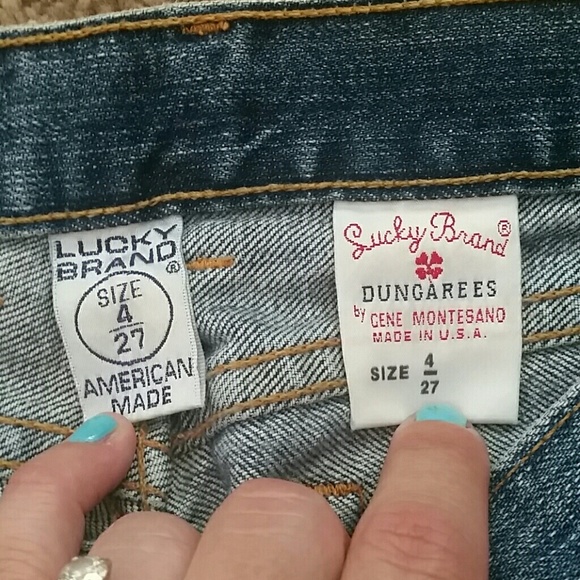 LUCKY
BRAND®
SIZE
4
27
AMERICAN
MADE
Lucky Brand®
DUNGAREES
by GENE MONTESANO
MADE IN U.S.A.
SIZE 4
27